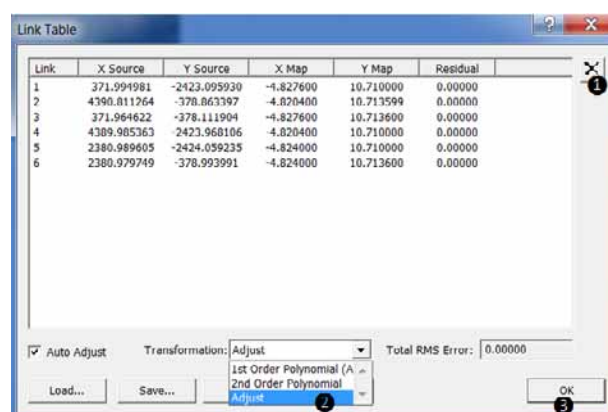 Link Table
Link X Source Y Source X Map Y Map Residual
1 371.994981 -2423.095930 -4.827600 10.710000 0.00000
2 4390.811264 -378.863397 -4.820400 10.713599 0.00000
3 371.964622 -378.111904 -4.827600 10.713600 0.00000
4 4389.985363 -2423.968106 -4.820400 10.710000 0.00000
5 2380.989605 -2424.059235 -4.824000 10.710000 0.00000
6 2380.979749 -378.993991 -4.824000 10.713600 0.00000
1
Auto Adjust Transformation: Adjust Total RMS Error: 0.00000
1st Order Polynomial (A
2nd Order Polynomial
Adjust 2
Load... Save... OK
3